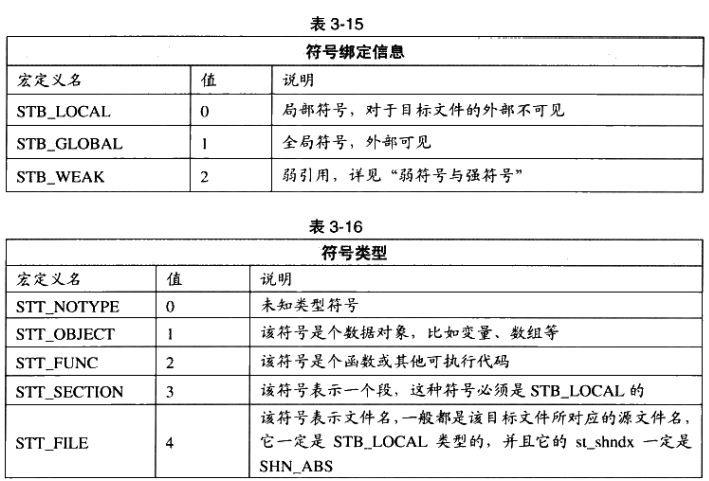 表 3-15
符号绑定信息
宏定义名 值 说明
STB_LOCAL 0 局部符号，对于目标文件的外部不可见
STB_GLOBAL 1 全局符号，外部可见
STB_WEAK 2 弱引用，详见“弱符号与强符号”
表 3-16
符号类型
宏定义名 值 说明
STT_NOTYPE 0 未知类型符号
STT_OBJECT 1 该符号是个数据对象，比如变量、数组等
STT_FUNC 2 该符号是个函数或其他可执行代码
STT_SECTION 3 该符号表示一个段，这种符号必须是 STB_LOCAL 的
STT_FILE 4 该符号表示文件名，一般都是该目标文件所对应的源文件名，
它一定是 STB_LOCAL 类型的，并且它的 st_shndx 一定是
SHN_ABS